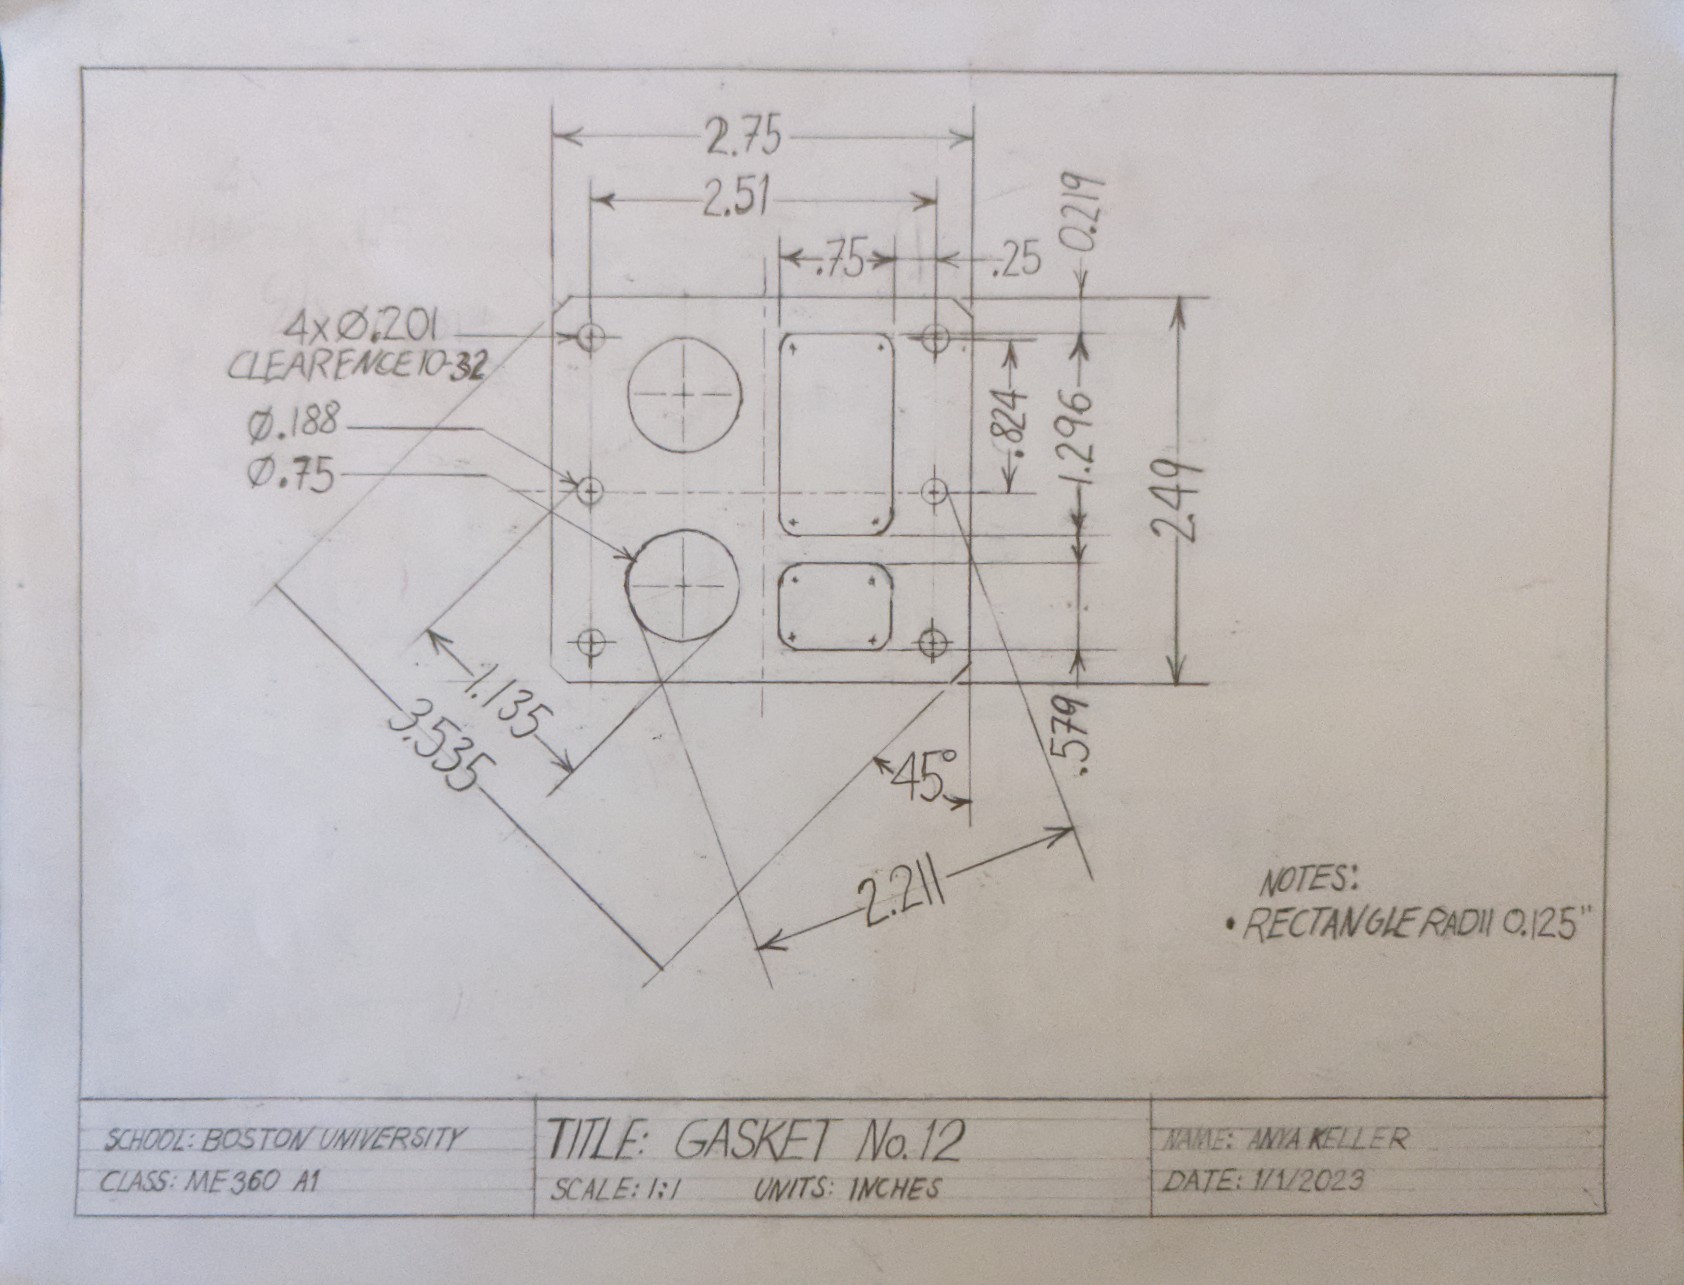 2.75
2.51
.75
.25
0.219
4x Ø.201
CLEARENCE 10-32
Ø.188
Ø.75
.824
1.296
2.49
1.135
3.535
.579
45°
2.211
NOTES:
• RECTANGLE RADII 0.125"
SCHOOL: BOSTON UNIVERSITY
CLASS: ME360 A1
TITLE: GASKET No.12
SCALE: 1:1 UNITS: INCHES
NAME: ANYA KELLER
DATE: 1/1/2023